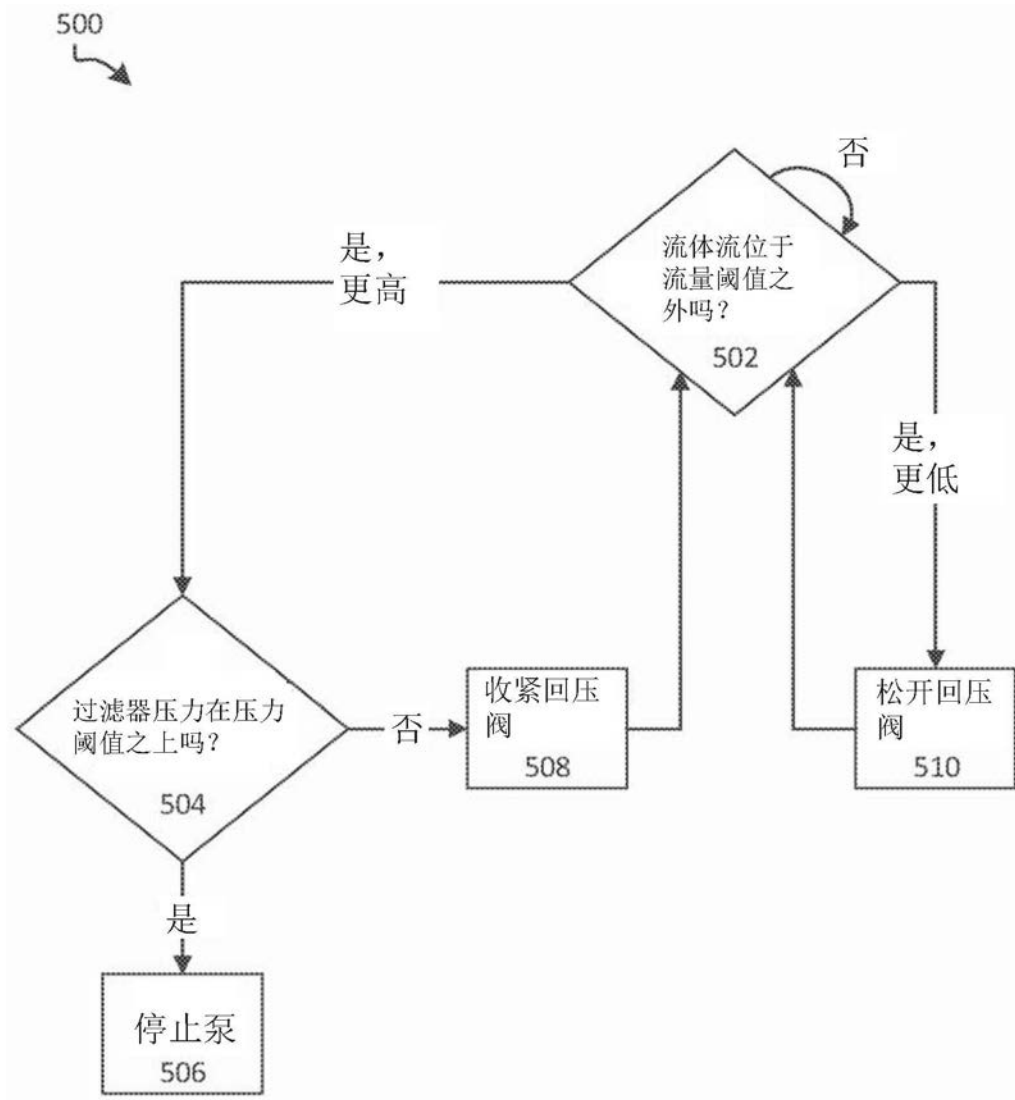 500
否
流体流位于
流量阈值之
外吗？
502
是，
更高
是，
更低
过滤器压力在压力
阈值之上吗？
504
否
收紧回压
阀
508
松开回压
阀
510
是
停止泵
506